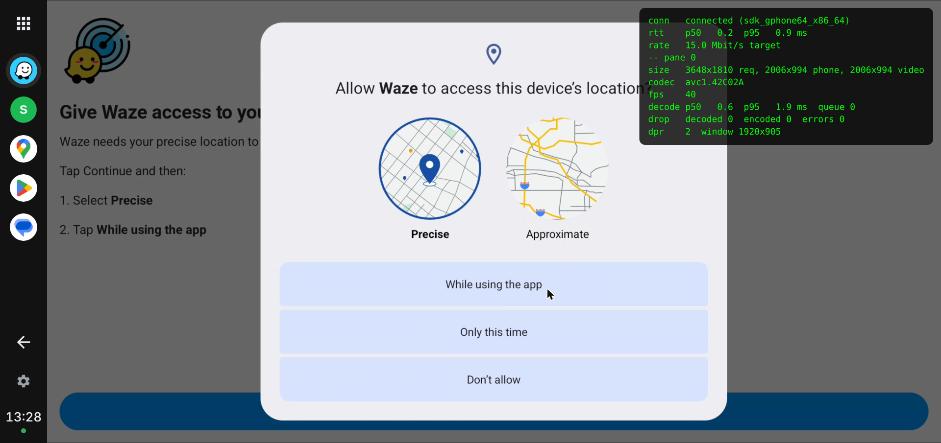 conn connected (sdk_gphone64_x86_64)
rtt p50 0.2 p95 0.9 ms
rate 15.0 Mbit/s target
-- pane 0
size 3648x1810 req, 2006x994 phone, 2006x994 video
codec avc1.42C02A
fps 40
decode p50 0.6 p95 1.9 ms queue 0
drop decoded 0 encoded 0 errors 0
dpr 2 window 1920x905
Allow Waze to access this device's location?
Give Waze access to you
Waze needs your precise location to
Tap Continue and then:
1. Select Precise
2. Tap While using the app
Precise
Approximate
While using the app
Only this time
Don't allow
S
13:28